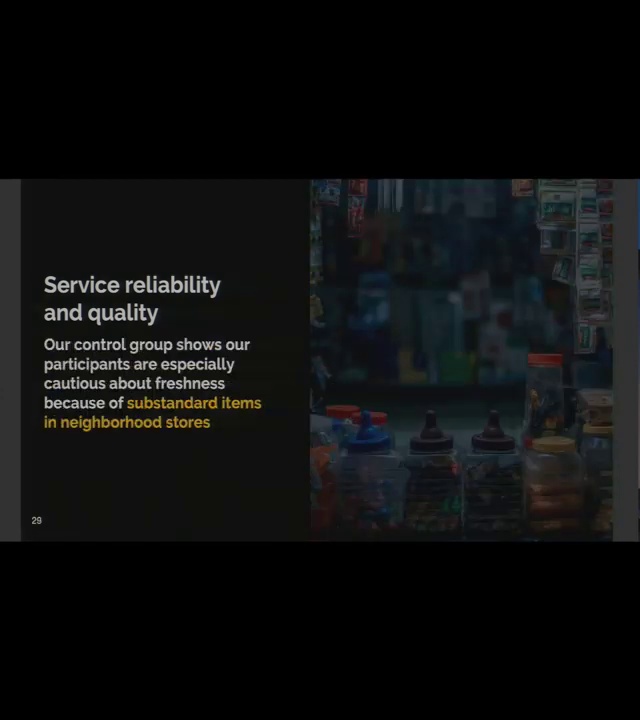 Service reliability
and quality
Our control group shows our
participants are especially
cautious about freshness
because of substandard items
in neighborhood stores
29